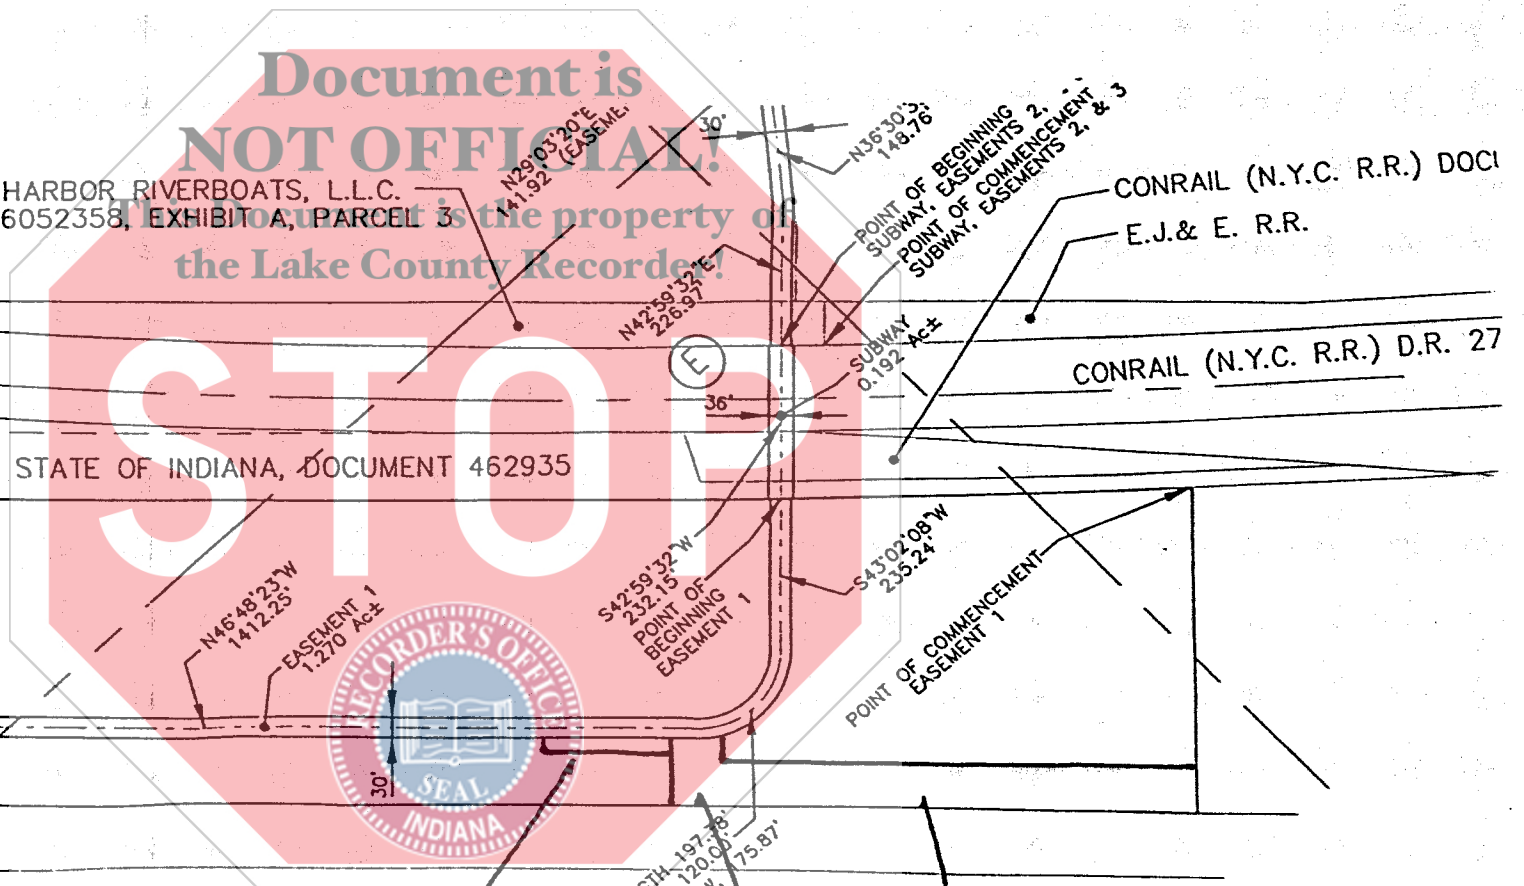 Document is
NOT OFFICIAL!
This Document is the property of
the Lake County Recorder!
STOP
HARBOR RIVERBOATS, L.L.C.
6052358, EXHIBIT A, PARCEL 3
N29°03'20"E
141.92' (EASEME
30'
N36°30'
148.76
POINT OF BEGINNING
SUBWAY, EASEMENTS 2,
POINT OF COMMENCEMENT
SUBWAY, EASEMENTS 2, & 3
CONRAIL (N.Y.C. R.R.)
E.J.& E. R.R.
N42°59'32"E
226.97'
E
SUBWAY
0.192 Ac±
CONRAIL (N.Y.C. R.R.) D.R. 27
36'
STATE OF INDIANA, DOCUMENT 462935
S42°59'32"W
232.15'
POINT OF
BEGINNING
EASEMENT 1
S43°02'08"W
235.24'
POINT OF COMMENCEMENT
EASEMENT 1
N46°48'23"W
1412.25'
EASEMENT 1
1.270 Ac±
30'
RECORDER'S OFFICE
SEAL
INDIANA
197.38'
120.00'
175.87'